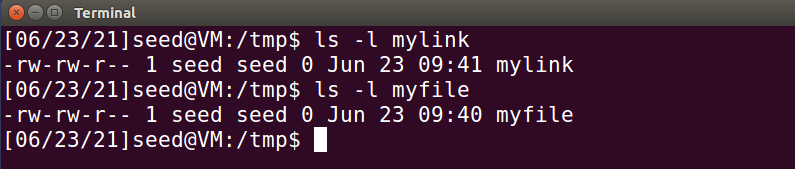 Terminal
[06/23/21]seed@VM:/tmp$ ls -l mylink
-rw-rw-r-- 1 seed seed 0 Jun 23 09:41 mylink
[06/23/21]seed@VM:/tmp$ ls -l myfile
-rw-rw-r-- 1 seed seed 0 Jun 23 09:40 myfile
[06/23/21]seed@VM:/tmp$